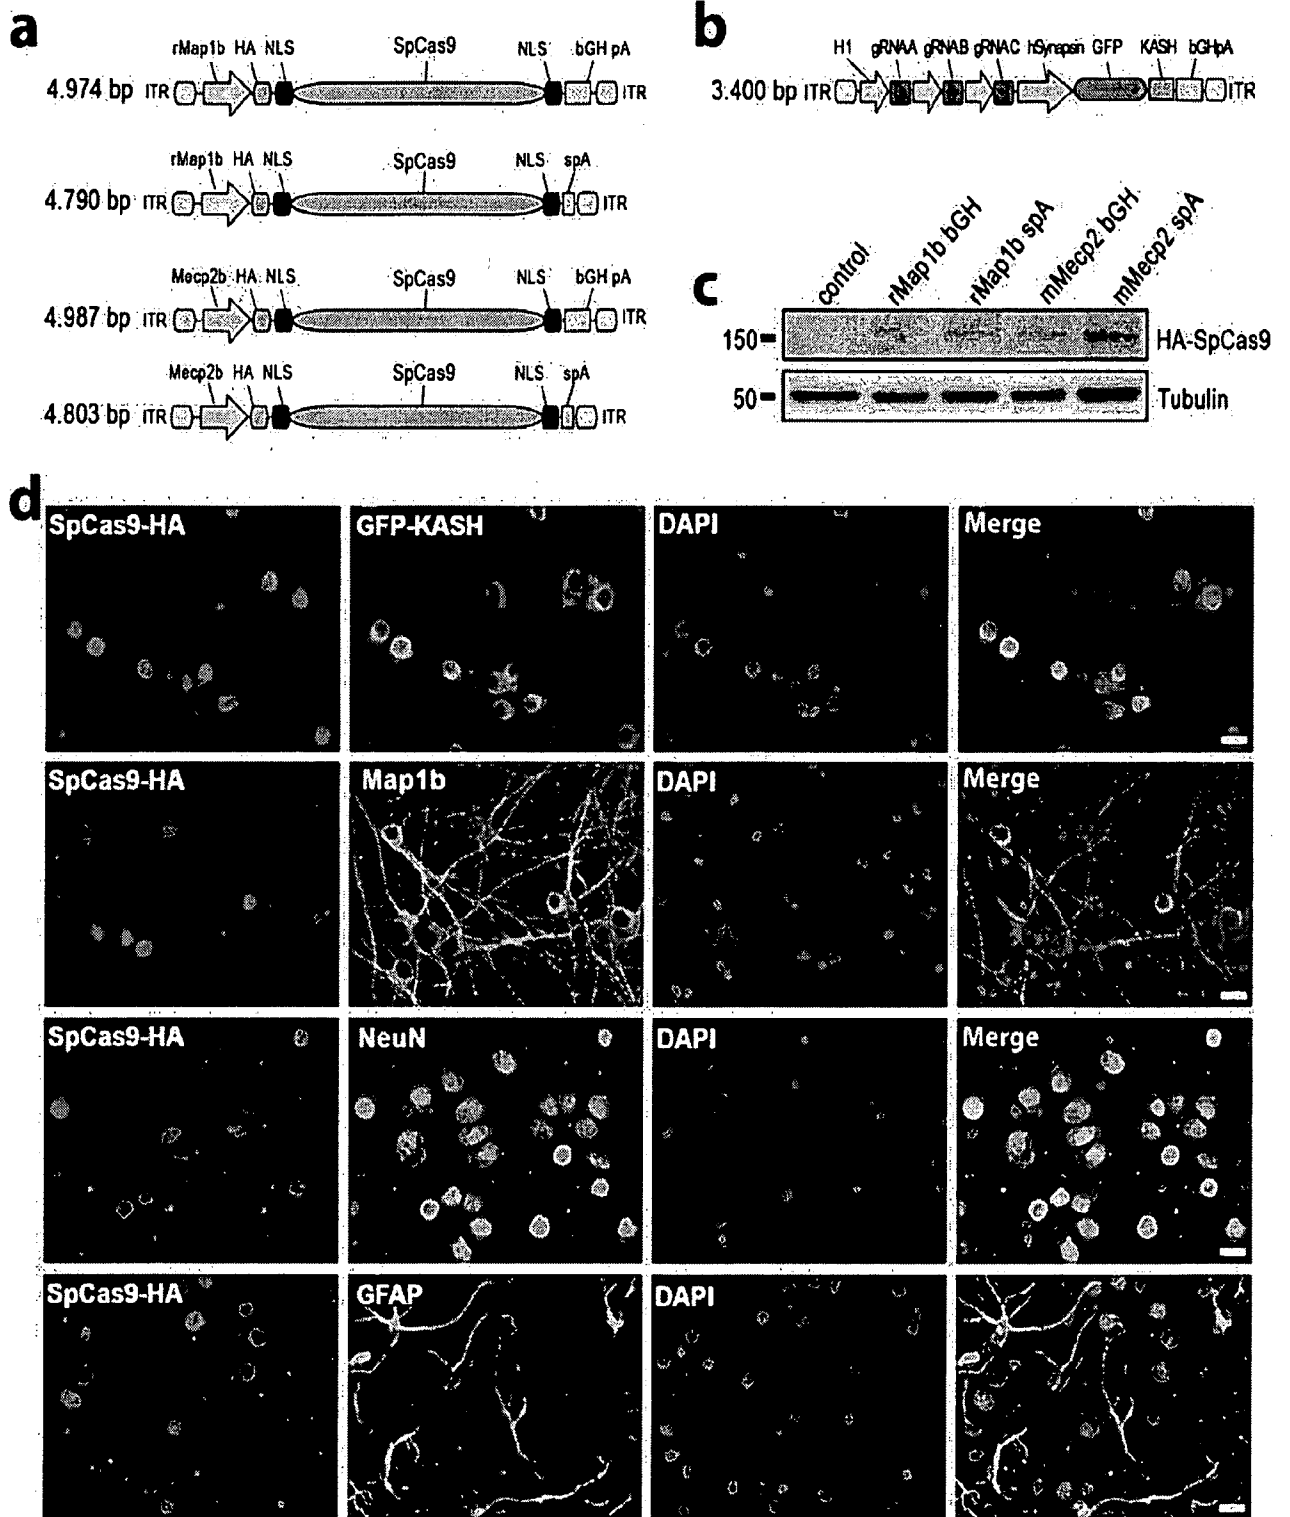 a
rMap1b HA NLS SpCas9 NLS bGH pA
4.974 bp ITR ITR
rMap1b HA NLS SpCas9 NLS spA
4.790 bp ITR ITR
Mecp2b HA NLS SpCas9 NLS bGH pA
4.987 bp ITR ITR
Mecp2b HA NLS SpCas9 NLS spA
4.803 bp ITR ITR
b
H1 gRNAA gRNAB gRNAC hSynapsin GFP KASH bGHpA
3.400 bp ITR ITR
c
control rMap1b bGH rMap1b spA mMecp2 bGH mMecp2 spA
150 HA-SpCas9
50 Tubulin
d
SpCas9-HA GFP-KASH DAPI Merge
SpCas9-HA Map1b DAPI Merge
SpCas9-HA NeuN DAPI Merge
SpCas9-HA GFAP DAPI